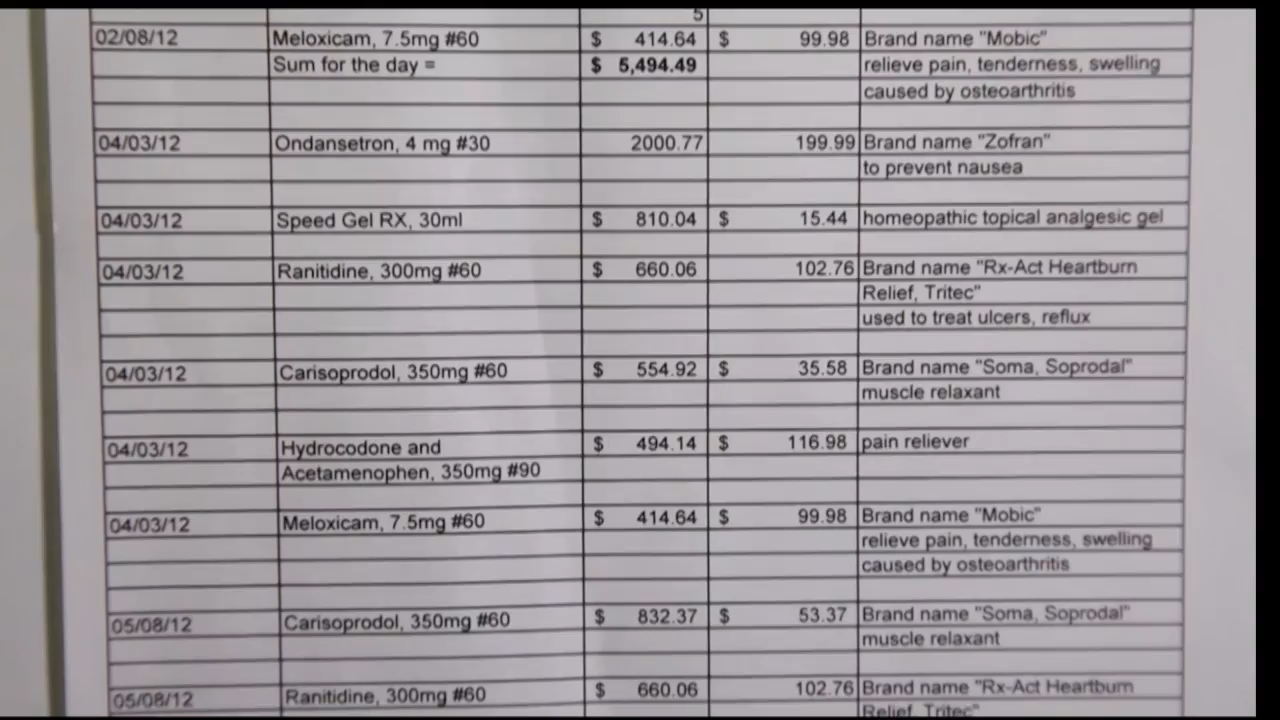 5
02/08/12 Meloxicam, 7.5mg #60 $ 414.64 $ 99.98 Brand name "Mobic"
Sum for the day = $ 5,494.49 relieve pain, tenderness, swelling
caused by osteoarthritis
04/03/12 Ondansetron, 4 mg #30 2000.77 199.99 Brand name "Zofran"
to prevent nausea
04/03/12 Speed Gel RX, 30ml $ 810.04 $ 15.44 homeopathic topical analgesic gel
04/03/12 Ranitidine, 300mg #60 $ 660.06 102.76 Brand name "Rx-Act Heartburn
Relief, Tritec"
used to treat ulcers, reflux
04/03/12 Carisoprodol, 350mg #60 $ 554.92 $ 35.58 Brand name "Soma, Soprodal"
muscle relaxant
04/03/12 Hydrocodone and $ 494.14 $ 116.98 pain reliever
Acetamenophen, 350mg #90
04/03/12 Meloxicam, 7.5mg #60 $ 414.64 $ 99.98 Brand name "Mobic"
relieve pain, tenderness, swelling
caused by osteoarthritis
05/08/12 Carisoprodol, 350mg #60 $ 832.37 $ 53.37 Brand name "Soma, Soprodal"
muscle relaxant
05/08/12 Ranitidine, 300mg #60 $ 660.06 102.76 Brand name "Rx-Act Heartburn
Relief, Tritec"